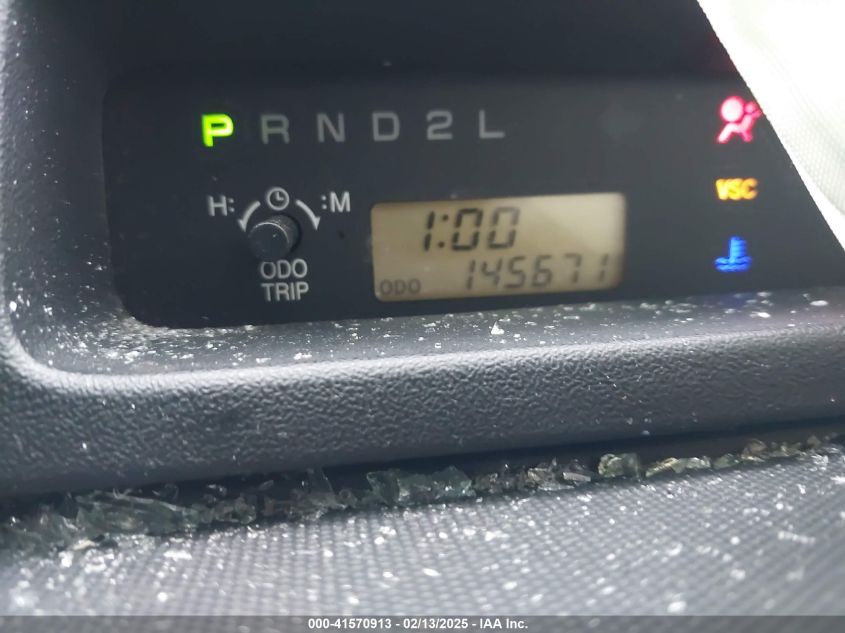 P R N D 2 L
H: :M
ODO
TRIP
1:00
ODO 145671
VSC
000-41570913 - 02/13/2025 - IAA Inc.